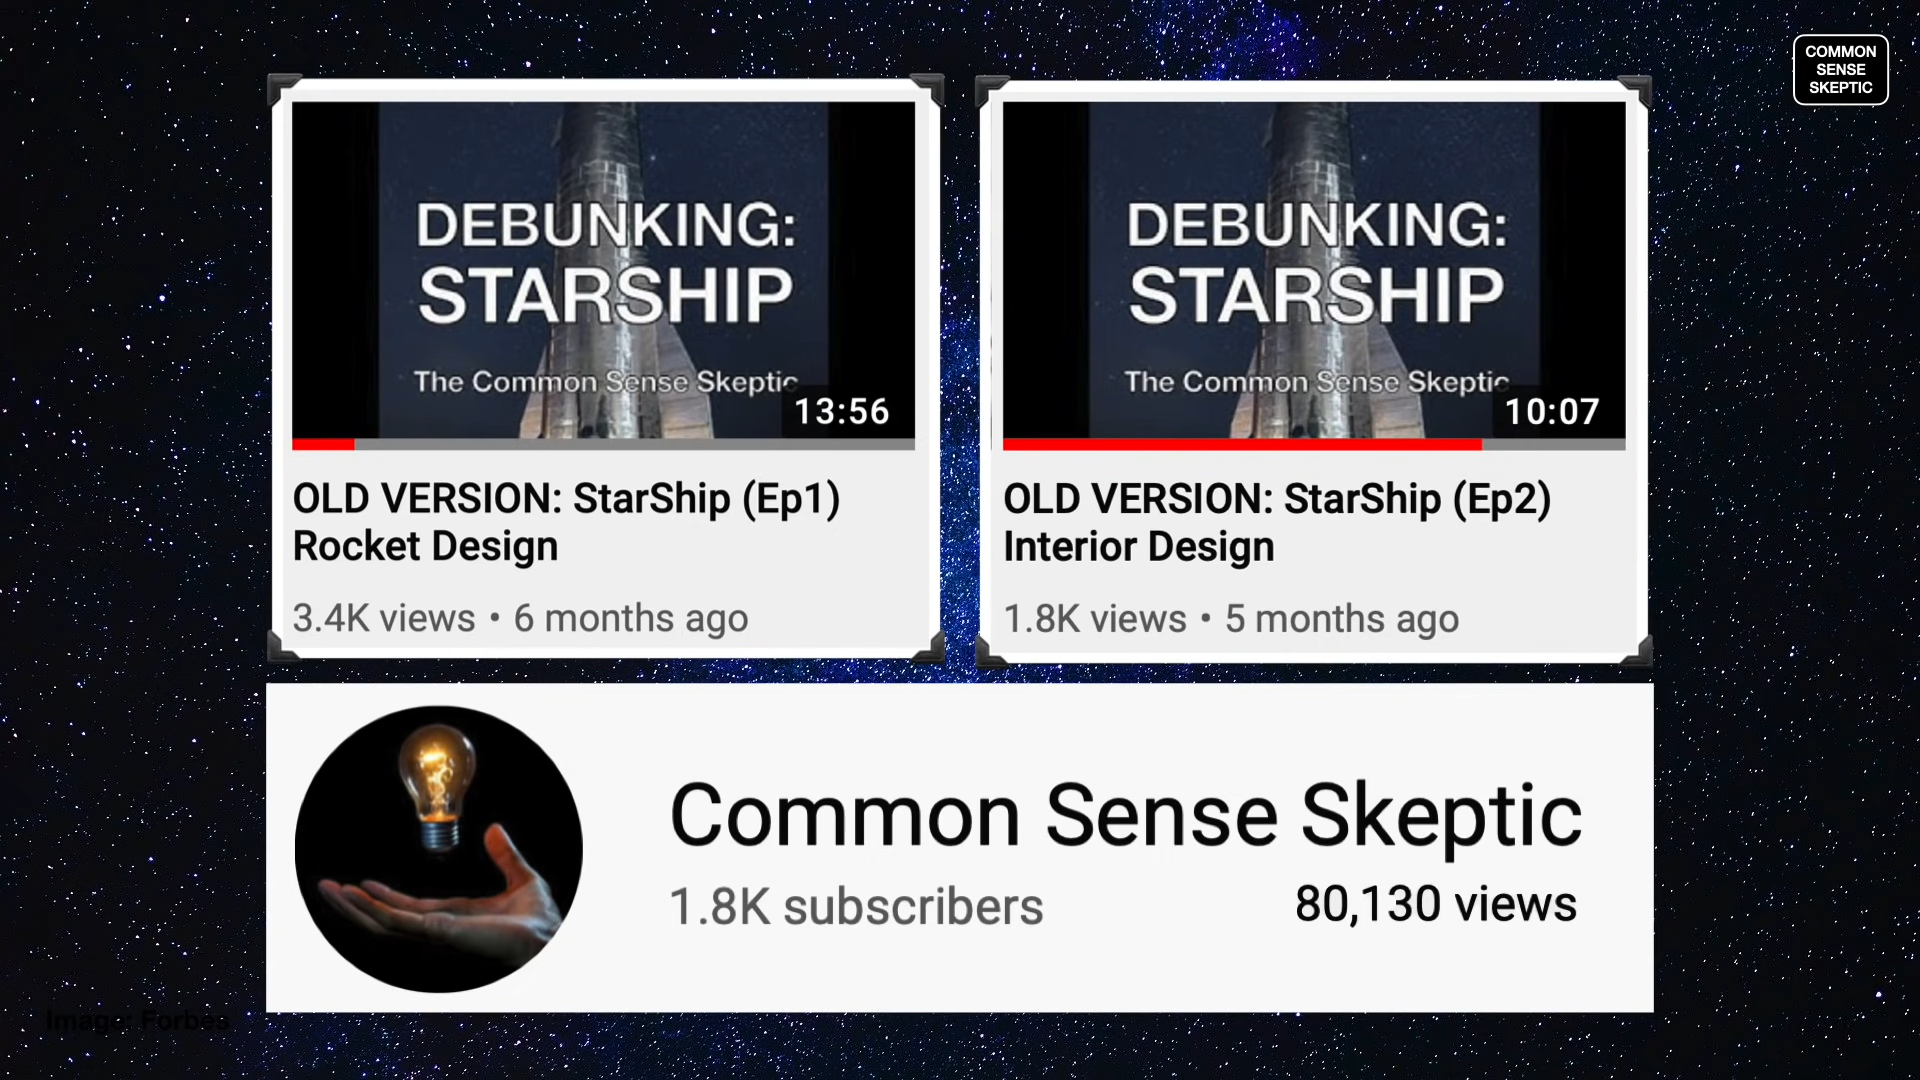 COMMON
SENSE
SKEPTIC
DEBUNKING:
STARSHIP
The Common Sense Skeptic
13:56
OLD VERSION: StarShip (Ep1)
Rocket Design
3.4K views • 6 months ago
DEBUNKING:
STARSHIP
The Common Sense Skeptic
10:07
OLD VERSION: StarShip (Ep2)
Interior Design
1.8K views • 5 months ago
Common Sense Skeptic
1.8K subscribers
80,130 views
Image: Forbes